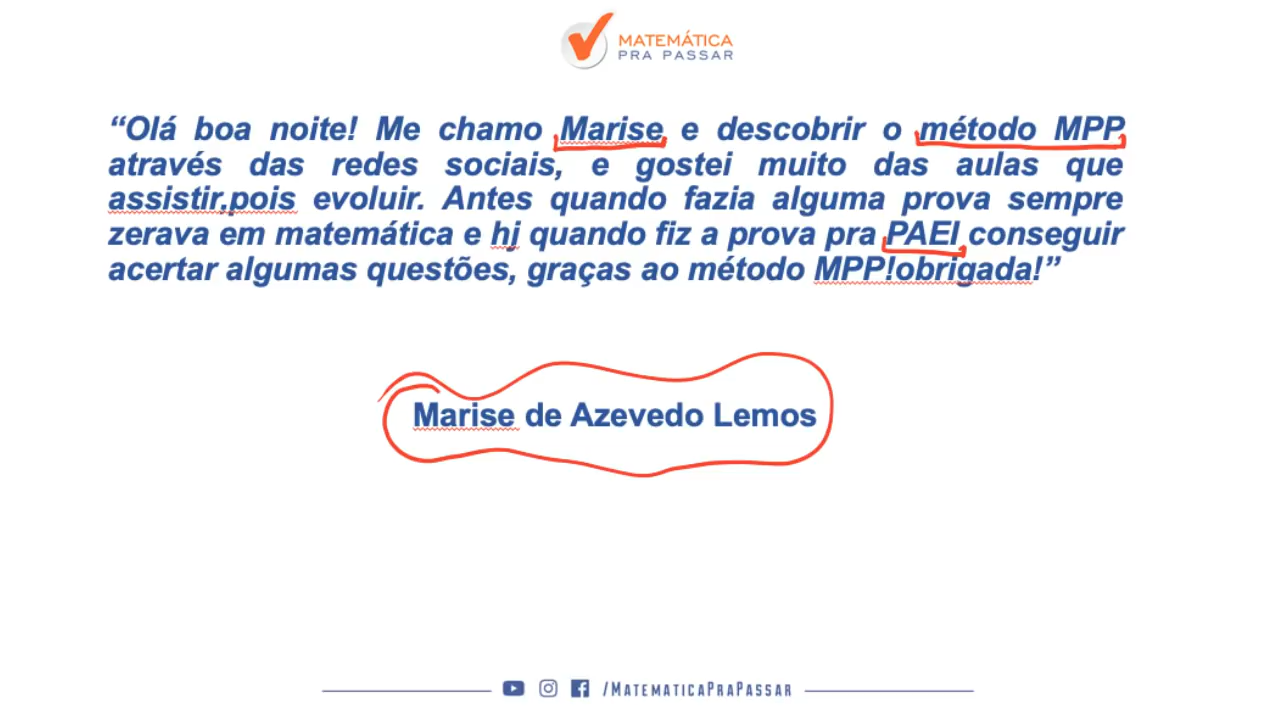 MATEMÁTICA
PRA PASSAR
“Olá boa noite! Me chamo Marise e descobrir o método MPP
através das redes sociais, e gostei muito das aulas que
assistir,pois evoluir. Antes quando fazia alguma prova sempre
zerava em matemática e hj quando fiz a prova pra PAEI conseguir
acertar algumas questões, graças ao método MPP!obrigada!”
Marise de Azevedo Lemos
/MATEMATICAPRAPASSAR